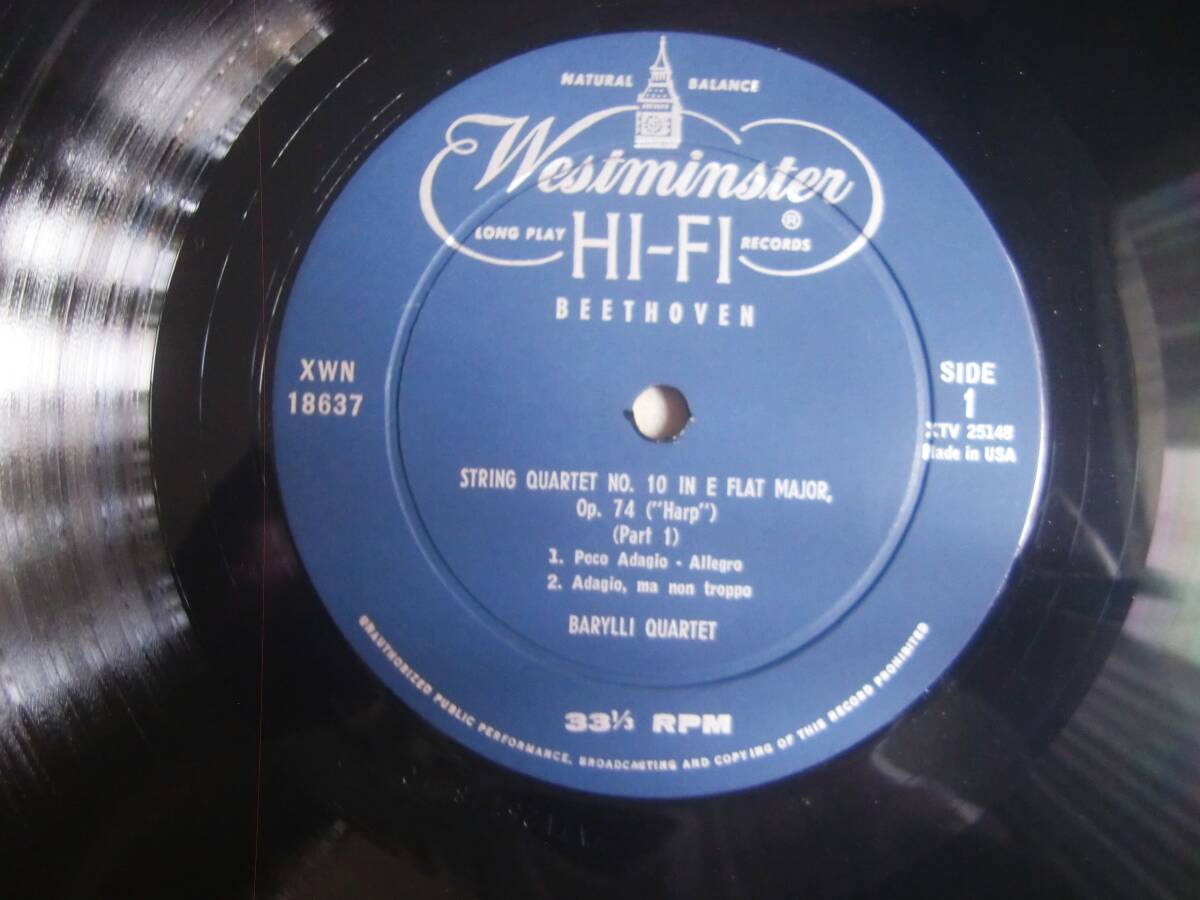 NATURAL BALANCE
Westminster
LONG PLAY HI-FI RECORDS ®
BEETHOVEN
XWN
18637
SIDE
1
XTV 25148
Made in USA
STRING QUARTET NO. 10 IN E FLAT MAJOR,
Op. 74 ("Harp")
(Part 1)
1. Poco Adagio - Allegro
2. Adagio, ma non troppo
BARYLLI QUARTET
33⅓ RPM
UNAUTHORIZED PUBLIC PERFORMANCE, BROADCASTING AND COPYING OF THIS RECORD PROHIBITED